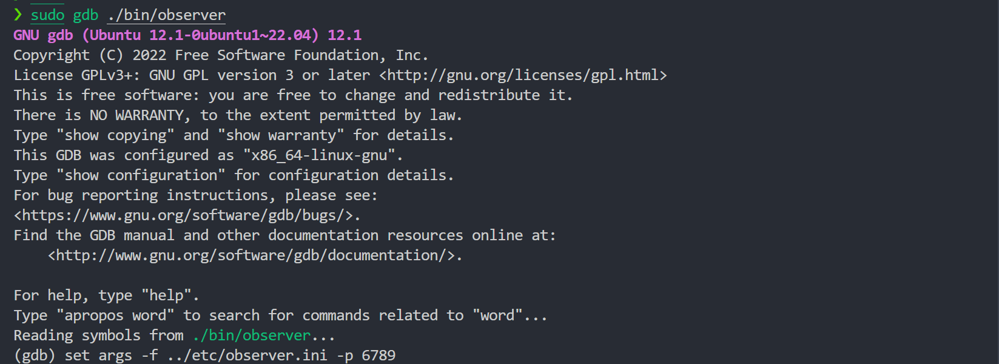 ❯ sudo gdb ./bin/observer
GNU gdb (Ubuntu 12.1-0ubuntu1~22.04) 12.1
Copyright (C) 2022 Free Software Foundation, Inc.
License GPLv3+: GNU GPL version 3 or later <http://gnu.org/licenses/gpl.html>
This is free software: you are free to change and redistribute it.
There is NO WARRANTY, to the extent permitted by law.
Type "show copying" and "show warranty" for details.
This GDB was configured as "x86_64-linux-gnu".
Type "show configuration" for configuration details.
For bug reporting instructions, please see:
<https://www.gnu.org/software/gdb/bugs/>.
Find the GDB manual and other documentation resources online at:
    <http://www.gnu.org/software/gdb/documentation/>.

For help, type "help".
Type "apropos word" to search for commands related to "word"...
Reading symbols from ./bin/observer...
(gdb) set args -f ../etc/observer.ini -p 6789